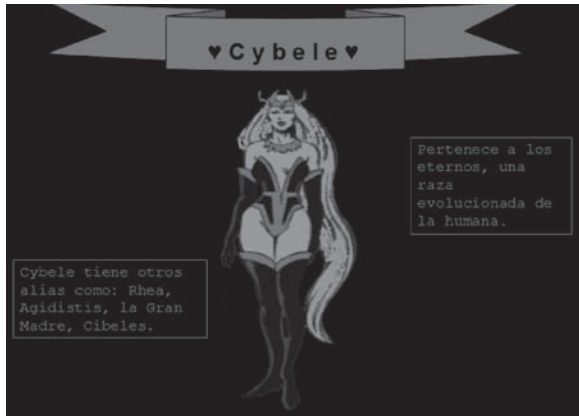 ♥Cybele♥
Pertenece a los
eternos, una
raza
evolucionada de
la humana.
Cybele tiene otros
alias como: Rhea,
Agidistis, la Gran
Madre, Cibeles.